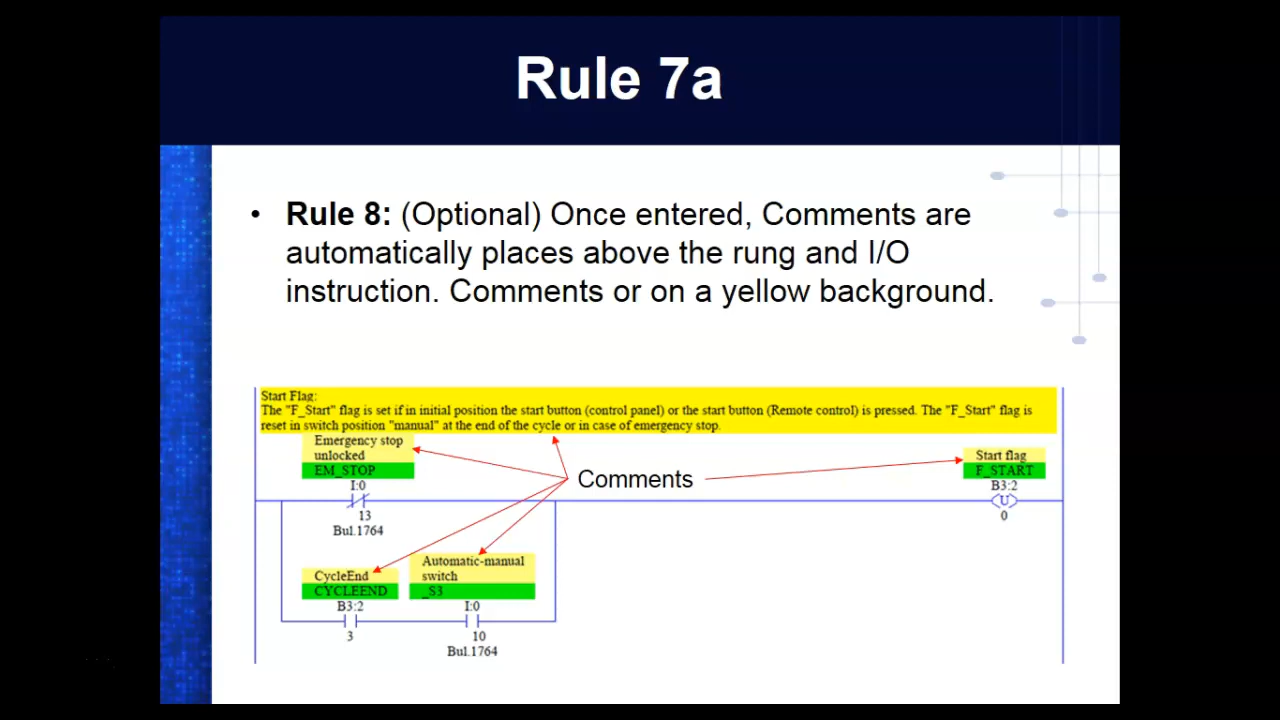 Rule 7a
• Rule 8: (Optional) Once entered, Comments are
automatically places above the rung and I/O
instruction. Comments or on a yellow background.
Start Flag:
The "F_Start" flag is set if in initial position the start button (control panel) or the start button (Remote control) is pressed. The "F_Start" flag is
reset in switch position "manual" at the end of the cycle or in case of emergency stop.
Emergency stop
unlocked
EM_STOP
I:0
13
Bul.1764
Comments
Start flag
F_START
B3:2
U
0
CycleEnd
CYCLEEND
B3:2
3
Automatic-manual
switch
_S3
I:0
10
Bul.1764